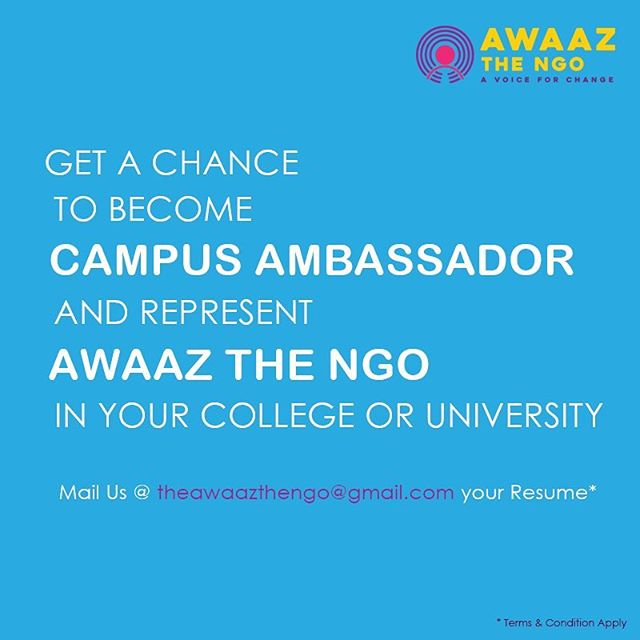 AWAAZ
THE NGO
A VOICE FOR CHANGE
GET A CHANCE
TO BECOME
CAMPUS AMBASSADOR
AND REPRESENT
AWAAZ THE NGO
IN YOUR COLLEGE OR UNIVERSITY
Mail Us @ theawaazthengo@gmail.com your Resume*
* Terms & Condition Apply